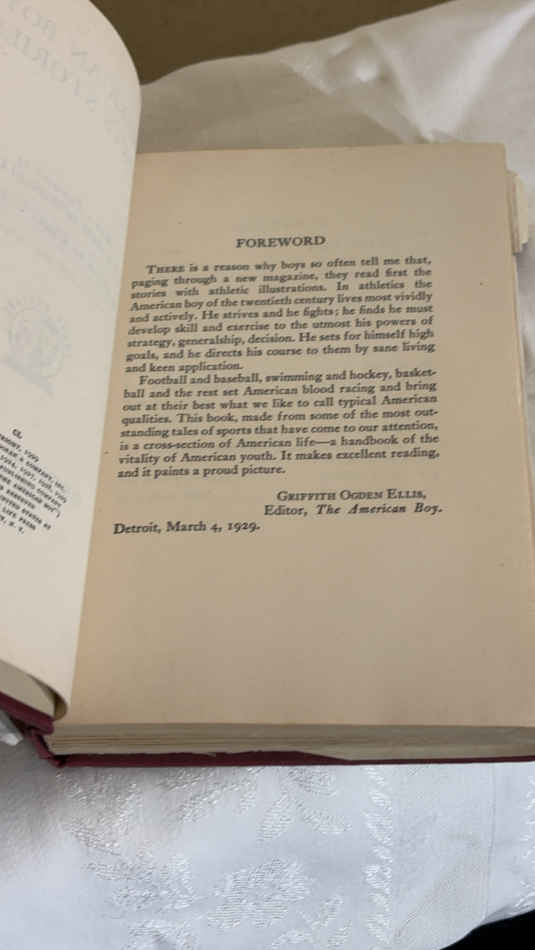 CL
FOREWORD
THERE is a reason why boys so often tell me that,
paging through a new magazine, they read first the
stories with athletic illustrations. In athletics the
American boy of the twentieth century lives most vividly
and actively. He strives and he fights; he finds he must
develop skill and exercise to the utmost his powers of
strategy, generalship, decision. He sets for himself high
goals, and he directs his course to them by sane living
and keen application.
Football and baseball, swimming and hockey, basket-
ball and the rest set American blood racing and bring
out at their best what we like to call typical American
qualities. This book, made from some of the most out-
standing tales of sports that have come to our attention,
is a cross-section of American life—a handbook of the
vitality of American youth. It makes excellent reading,
and it paints a proud picture.
GRIFFITH OGDEN ELLIS,
Editor, The American Boy.
Detroit, March 4, 1929.